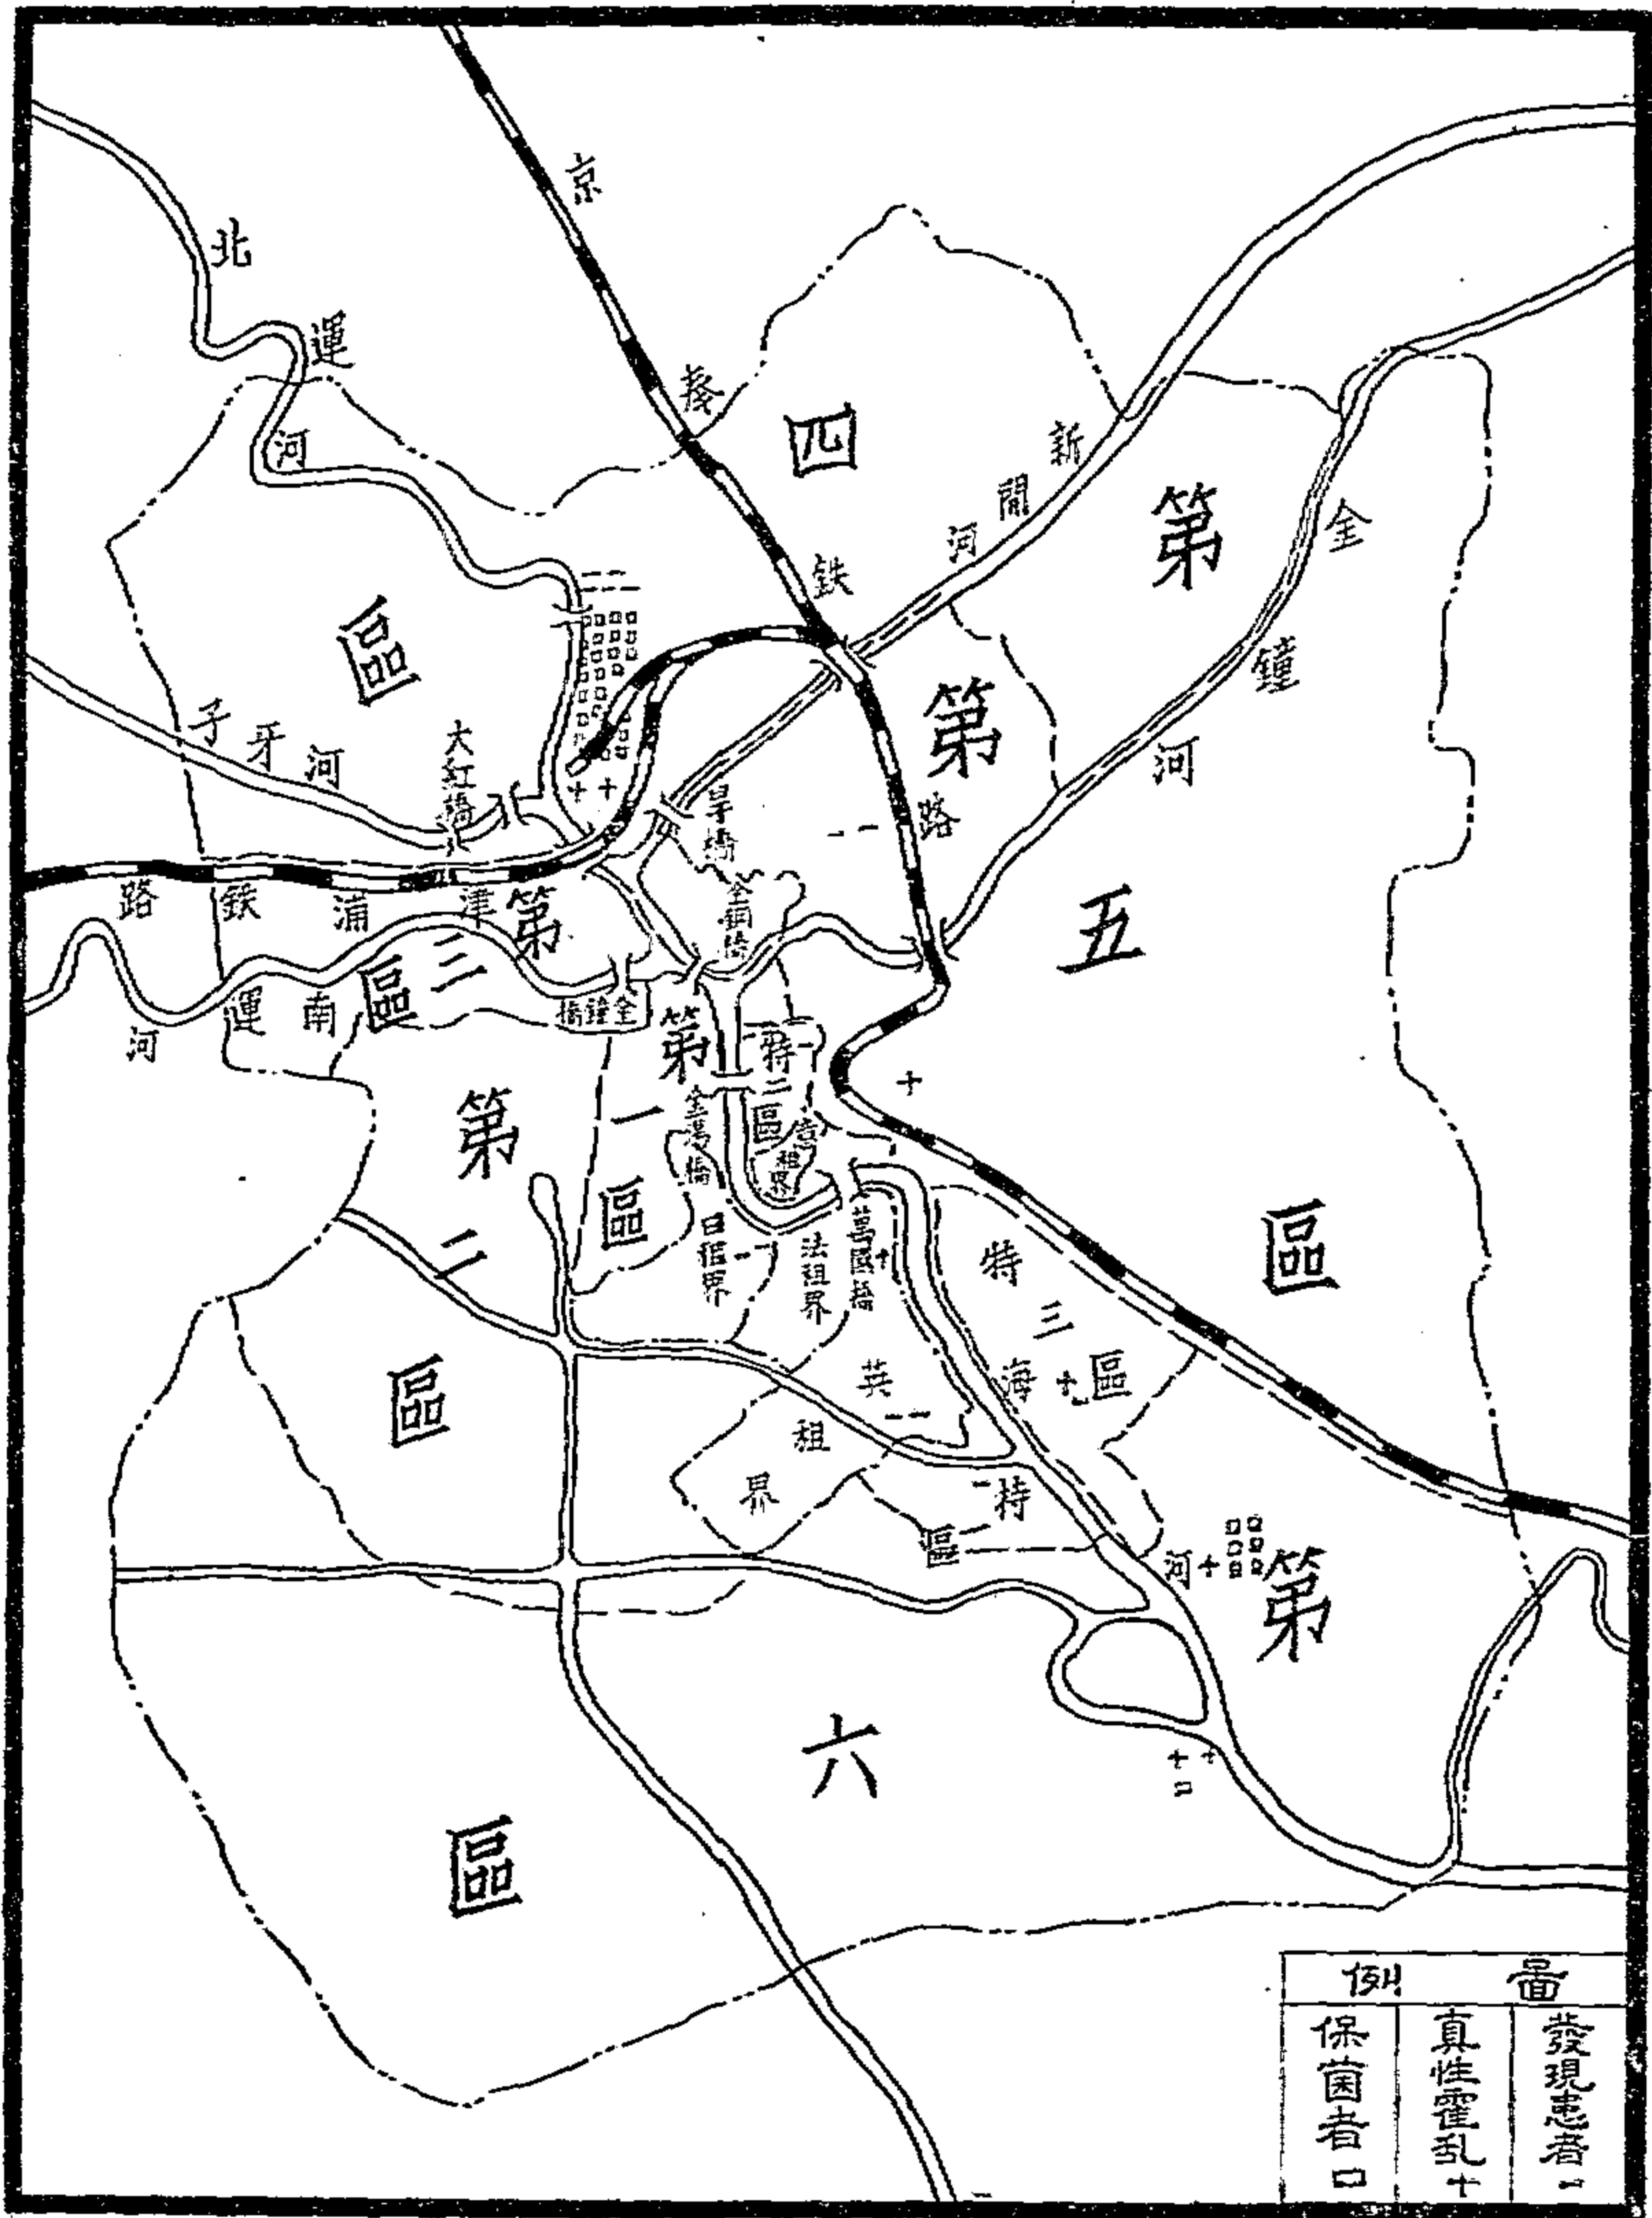 北運河
京綫鉄路
新開河
金鐘河
子牙河
大紅橋
旱橋
金鋼橋
津浦鉄路
南運河
金鐘橋
金湯橋
萬國橋
第一區
第二區
第三區
第四區
第五區
第六區
特一區
特二區
特三區
意租界
日租界
法租界
英租界
海河
圖例
發現患者 -
真性霍乱 +
保菌者 口